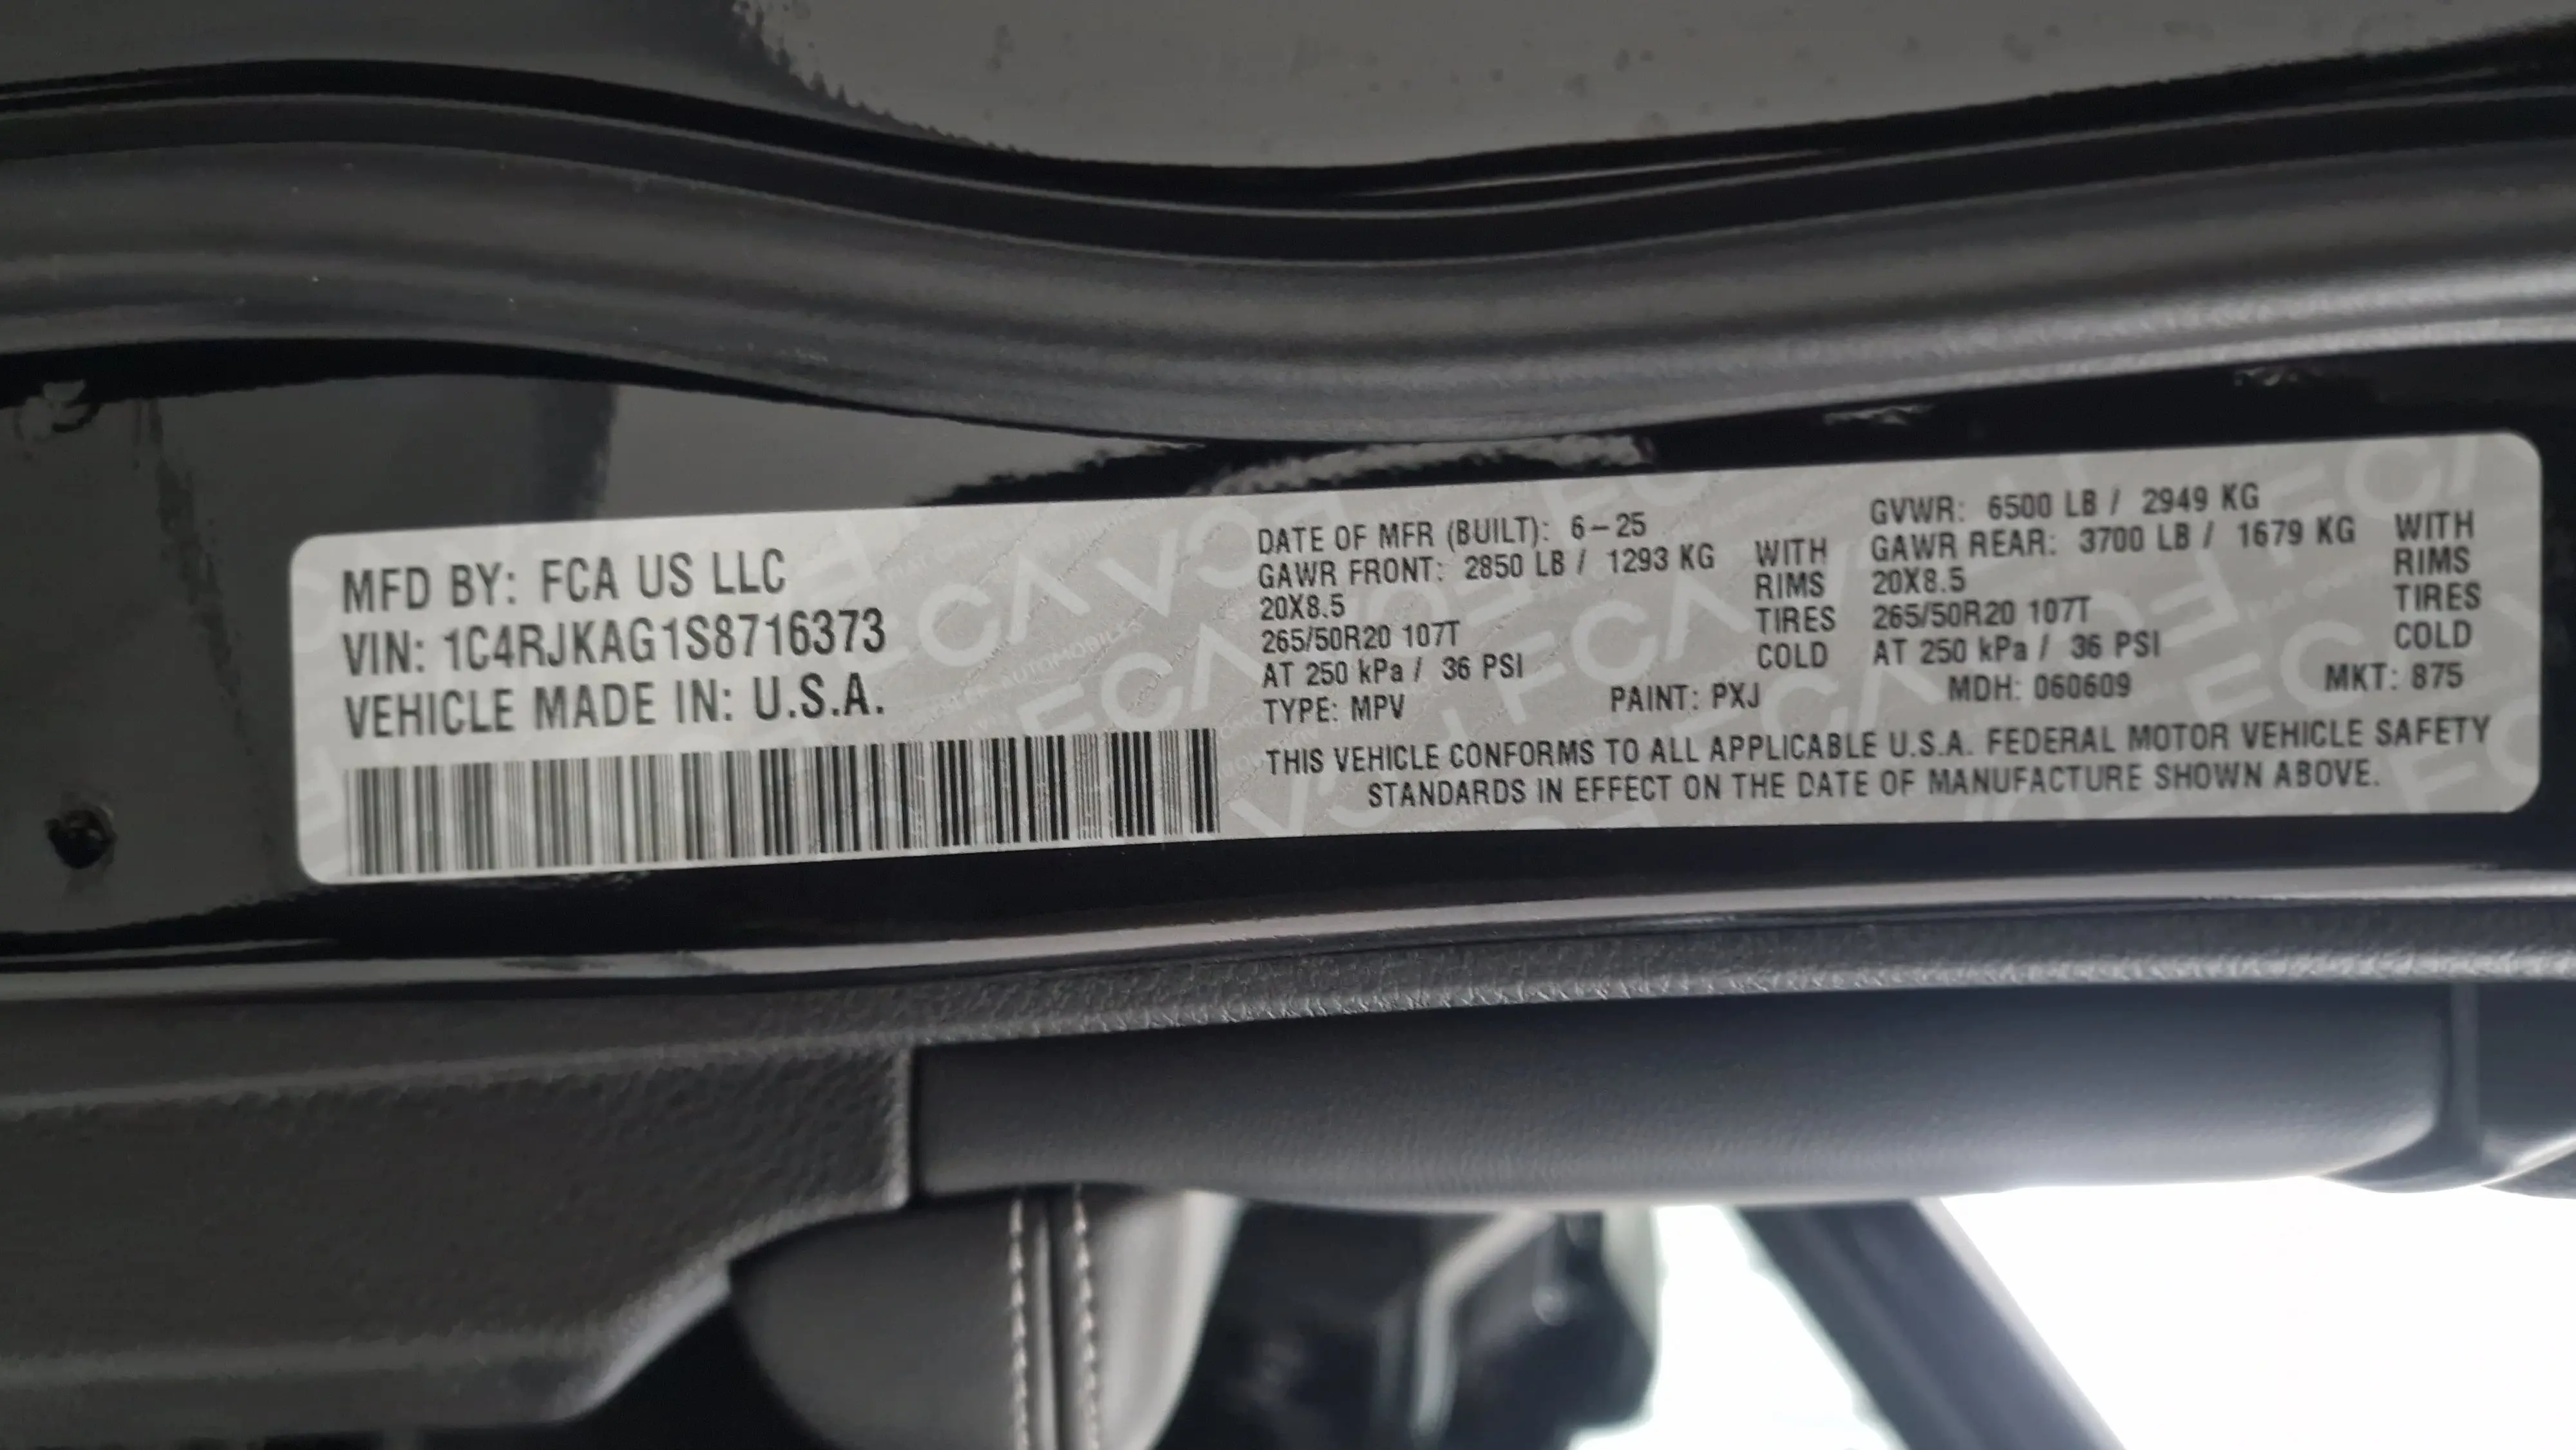 MFD BY: FCA US LLC
VIN: 1C4RJKAG1S8716373
VEHICLE MADE IN: U.S.A.
DATE OF MFR (BUILT): 6-25
GAWR FRONT: 2850 LB / 1293 KG WITH
20X8.5 RIMS
265/50R20 107T TIRES
AT 250 kPa / 36 PSI COLD
GVWR: 6500 LB / 2949 KG
GAWR REAR: 3700 LB / 1679 KG WITH
20X8.5 RIMS
265/50R20 107T TIRES
AT 250 kPa / 36 PSI COLD
TYPE: MPV PAINT: PXJ MDH: 060609 MKT: 875
THIS VEHICLE CONFORMS TO ALL APPLICABLE U.S.A. FEDERAL MOTOR VEHICLE SAFETY
STANDARDS IN EFFECT ON THE DATE OF MANUFACTURE SHOWN ABOVE.